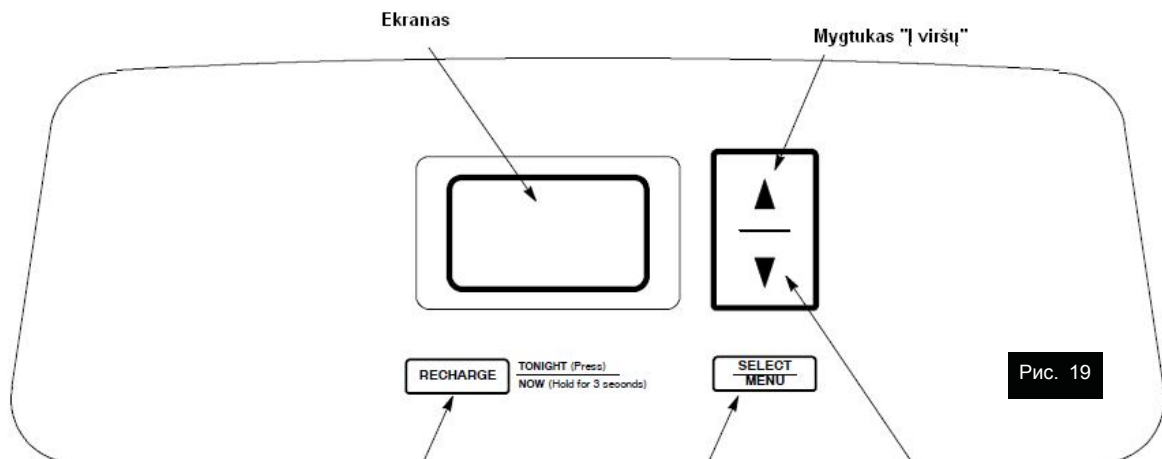 Ekranas
Mygtukas "Į viršų"
RECHARGE
TONIGHT (Press)
NOW (Hold for 3 seconds)
SELECT
MENU
Рис. 19